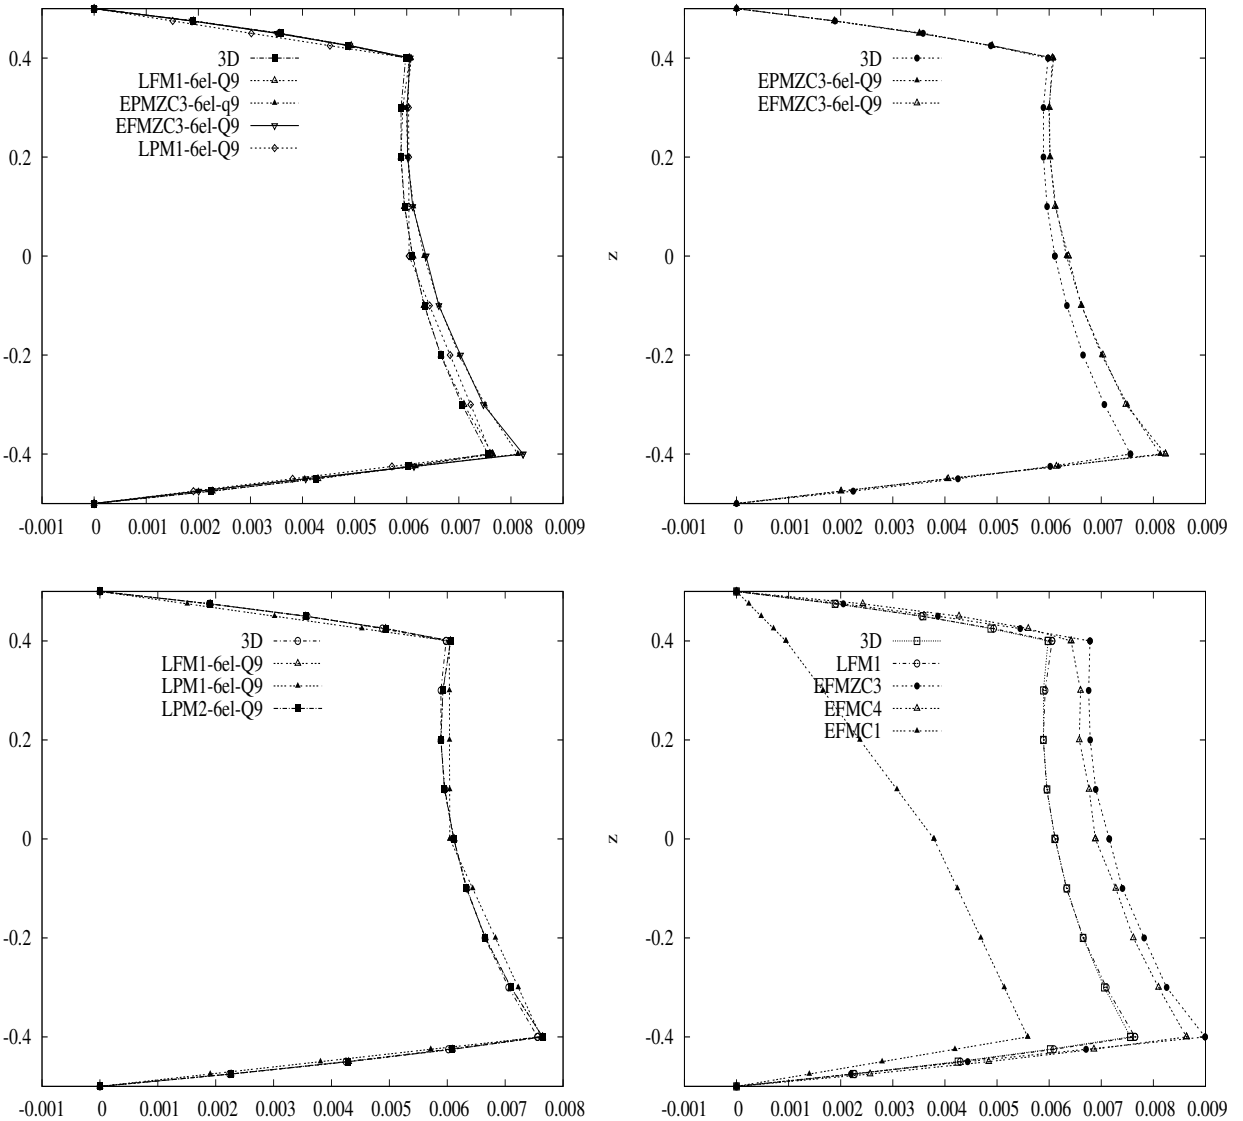 0.4
0.2
0
-0.2
-0.4
-0.001 0 0.001 0.002 0.003 0.004 0.005 0.006 0.007 0.008 0.009
3D
LFM1-6el-Q9
EPMZC3-6el-q9
EFMZC3-6el-Q9
LPM1-6el-Q9
z
0.4
0.2
0
-0.2
-0.4
-0.001 0 0.001 0.002 0.003 0.004 0.005 0.006 0.007 0.008 0.009
3D
EPMZC3-6el-Q9
EFMZC3-6el-Q9
0.4
0.2
0
-0.2
-0.4
-0.001 0 0.001 0.002 0.003 0.004 0.005 0.006 0.007 0.008
3D
LFM1-6el-Q9
LPM1-6el-Q9
LPM2-6el-Q9
z
0.4
0.2
0
-0.2
-0.4
-0.001 0 0.001 0.002 0.003 0.004 0.005 0.006 0.007 0.008 0.009
3D
LFM1
EFMZC3
EFMC4
EFMC1